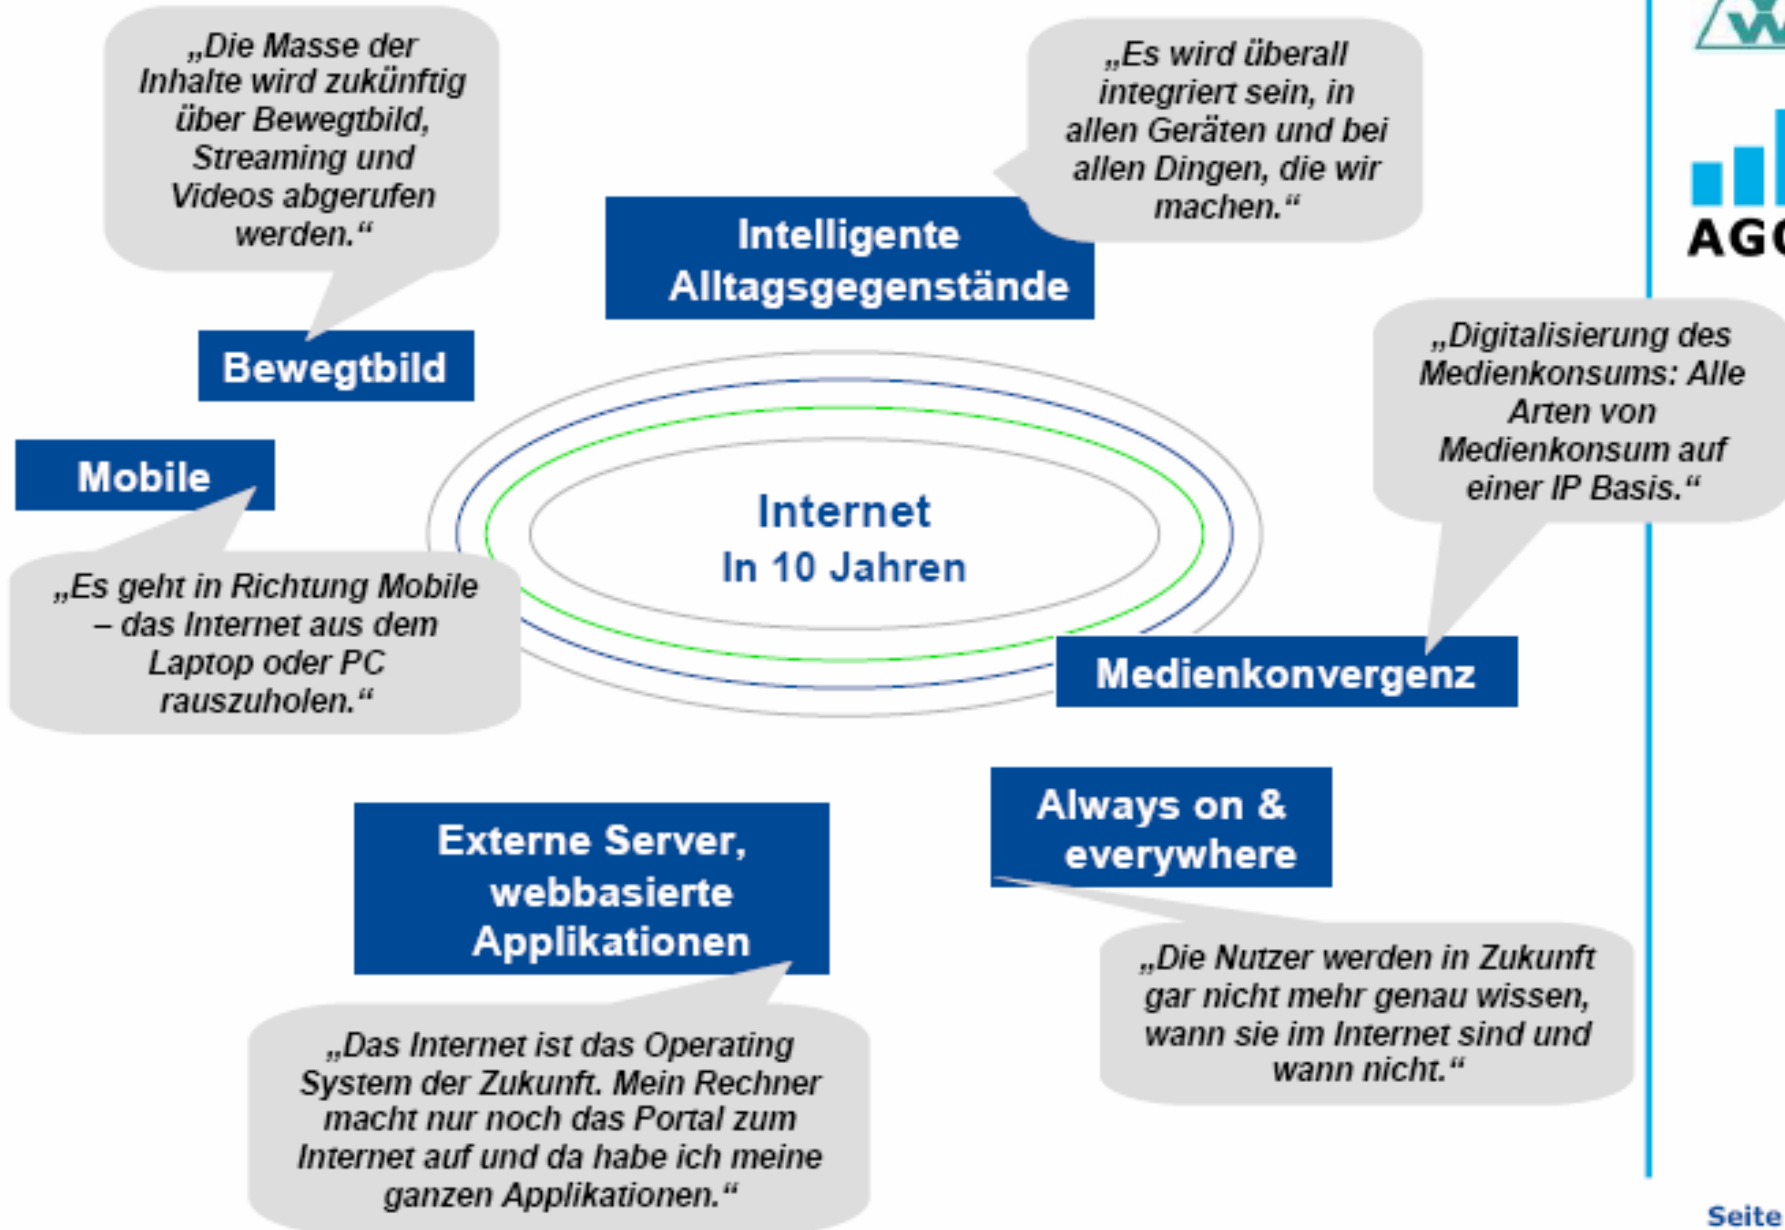 „Die Masse der
Inhalte wird zukünftig
über Bewegtbild,
Streaming und
Videos abgerufen
werden.“
„Es wird überall
integriert sein, in
allen Geräten und bei
allen Dingen, die wir
machen.“
Intelligente
Alltagsgegenstände
Bewegtbild
„Digitalisierung des
Medienkonsums: Alle
Arten von
Medienkonsum auf
einer IP Basis.“
Mobile
Internet
In 10 Jahren
„Es geht in Richtung Mobile
– das Internet aus dem
Laptop oder PC
rauszuholen.“
Medienkonvergenz
Always on &
everywhere
Externe Server,
webbasierte
Applikationen
„Die Nutzer werden in Zukunft
gar nicht mehr genau wissen,
wann sie im Internet sind und
wann nicht.“
„Das Internet ist das Operating
System der Zukunft. Mein Rechner
macht nur noch das Portal zum
Internet auf und da habe ich meine
ganzen Applikationen.“
Seite